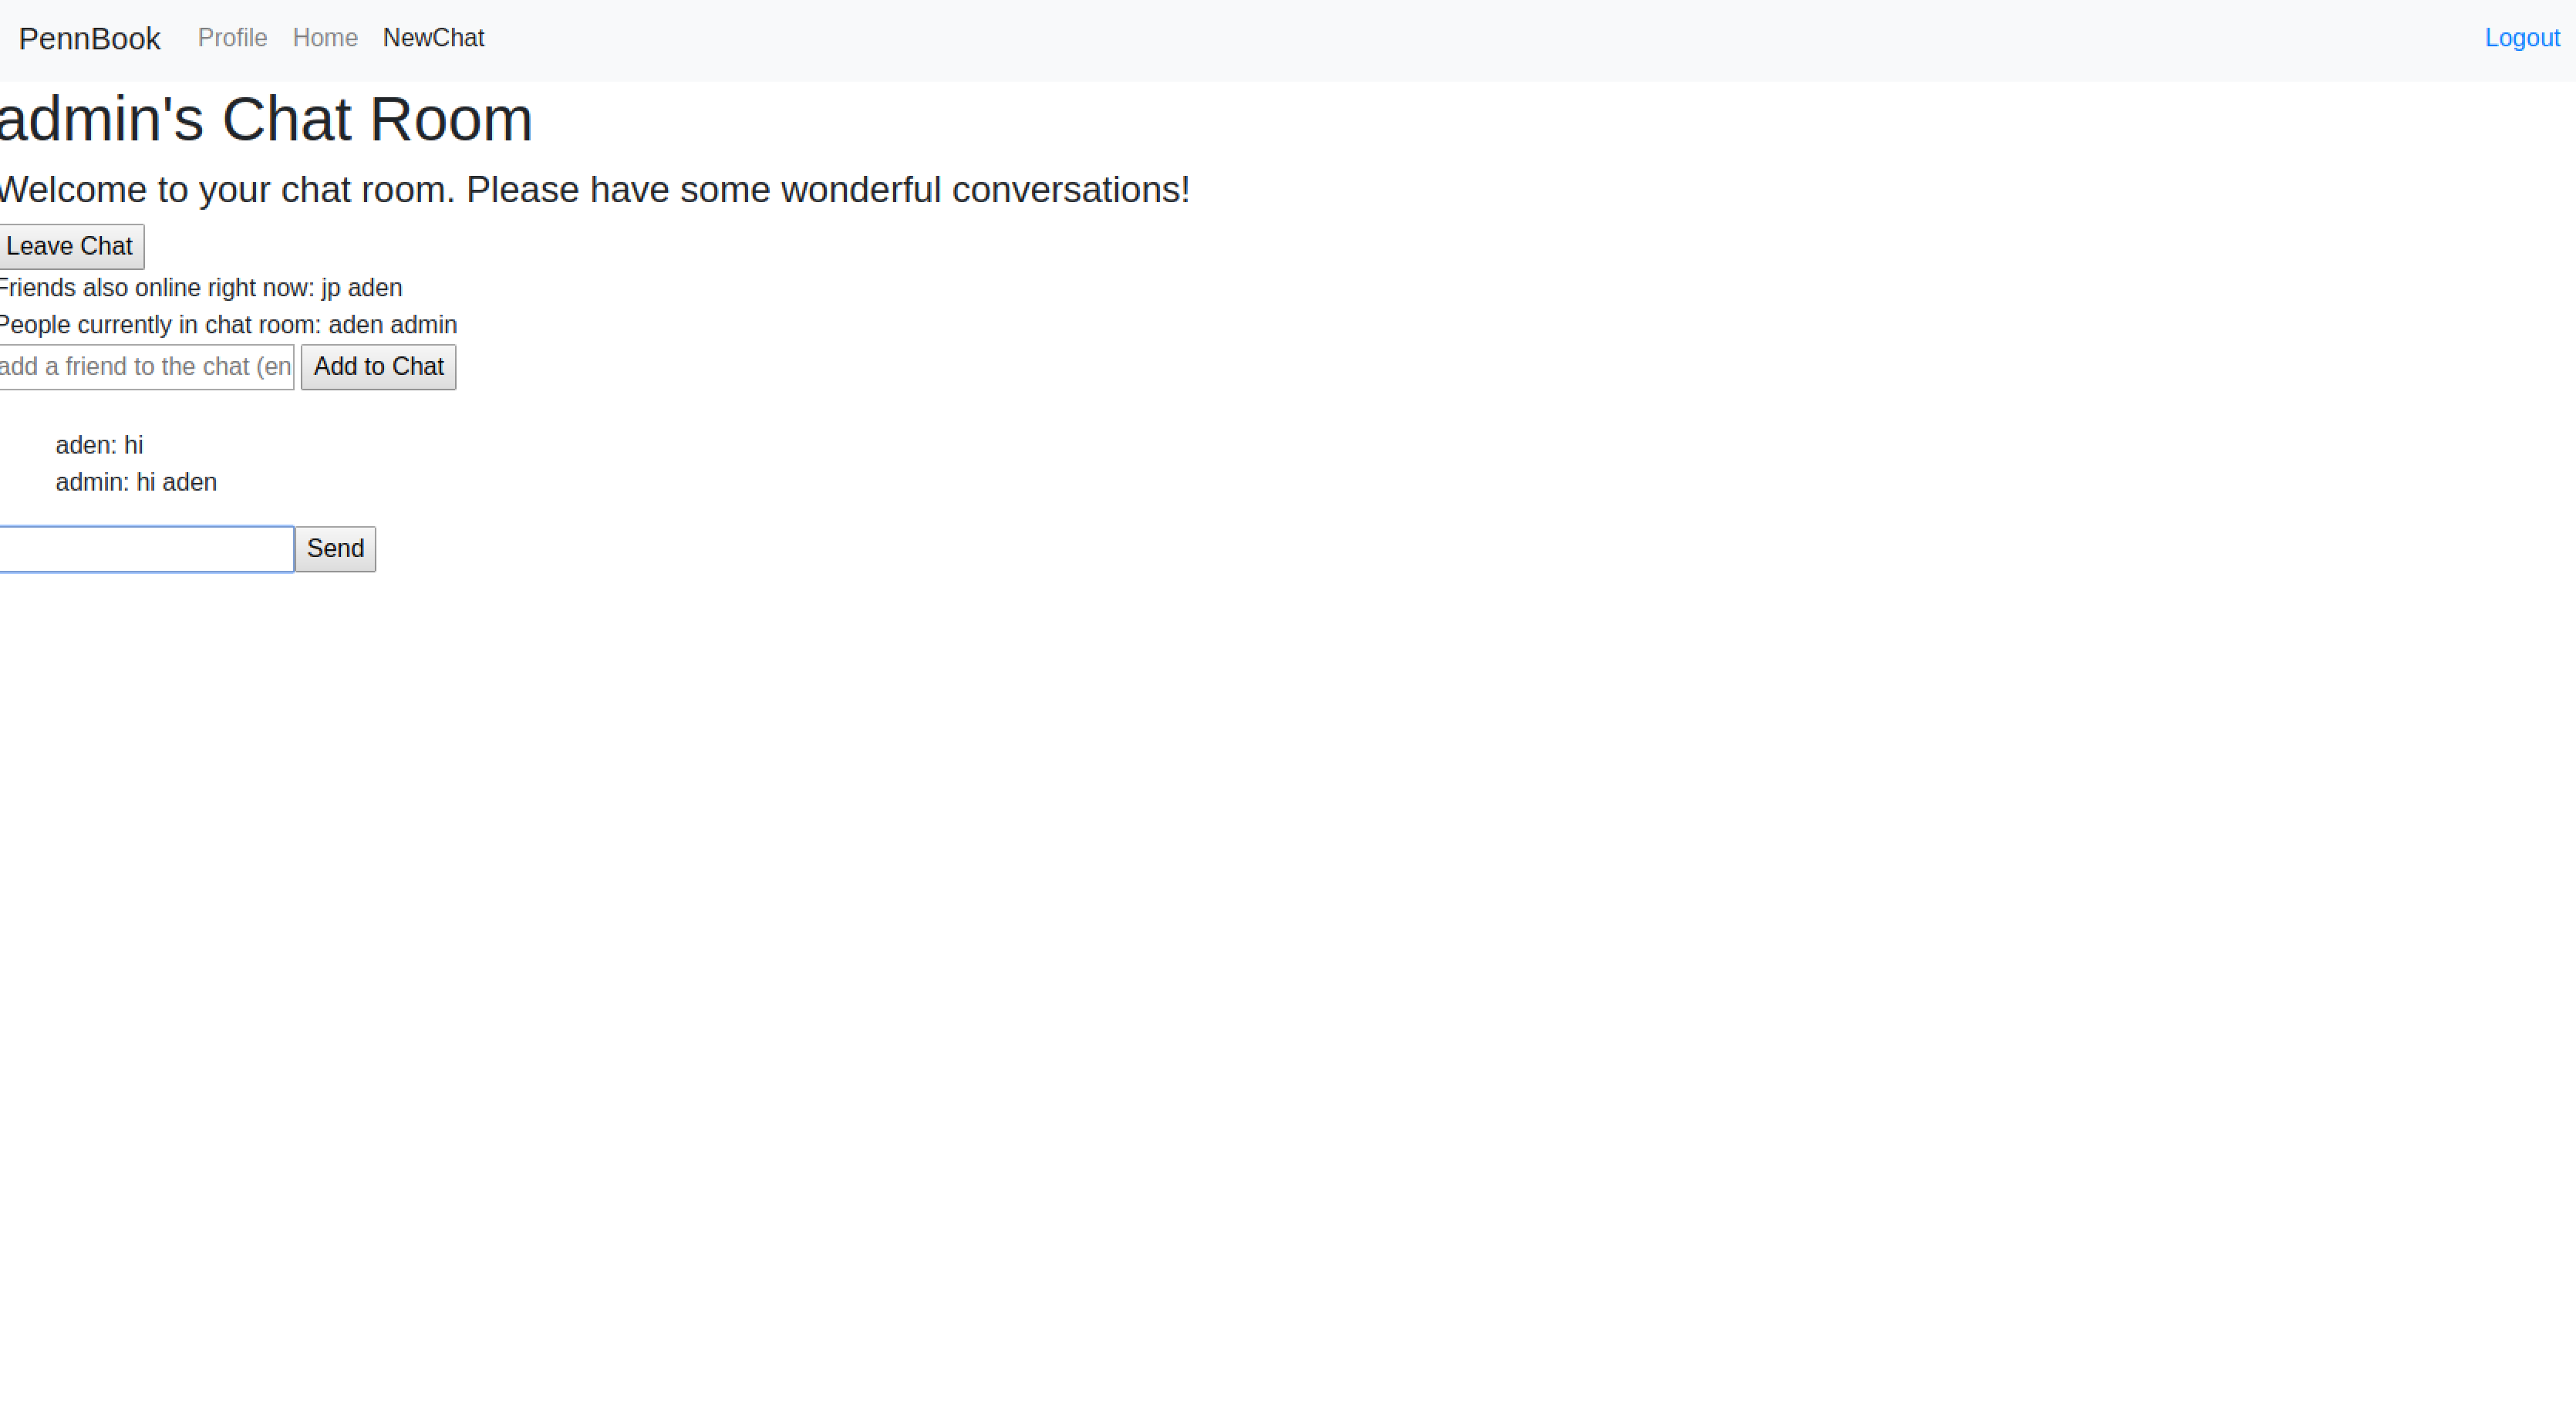 PennBook Profile Home NewChat Logout
admin's Chat Room
Welcome to your chat room. Please have some wonderful conversations!
Leave Chat
Friends also online right now: jp aden
People currently in chat room: aden admin
add a friend to the chat (en Add to Chat
aden: hi
admin: hi aden
Send